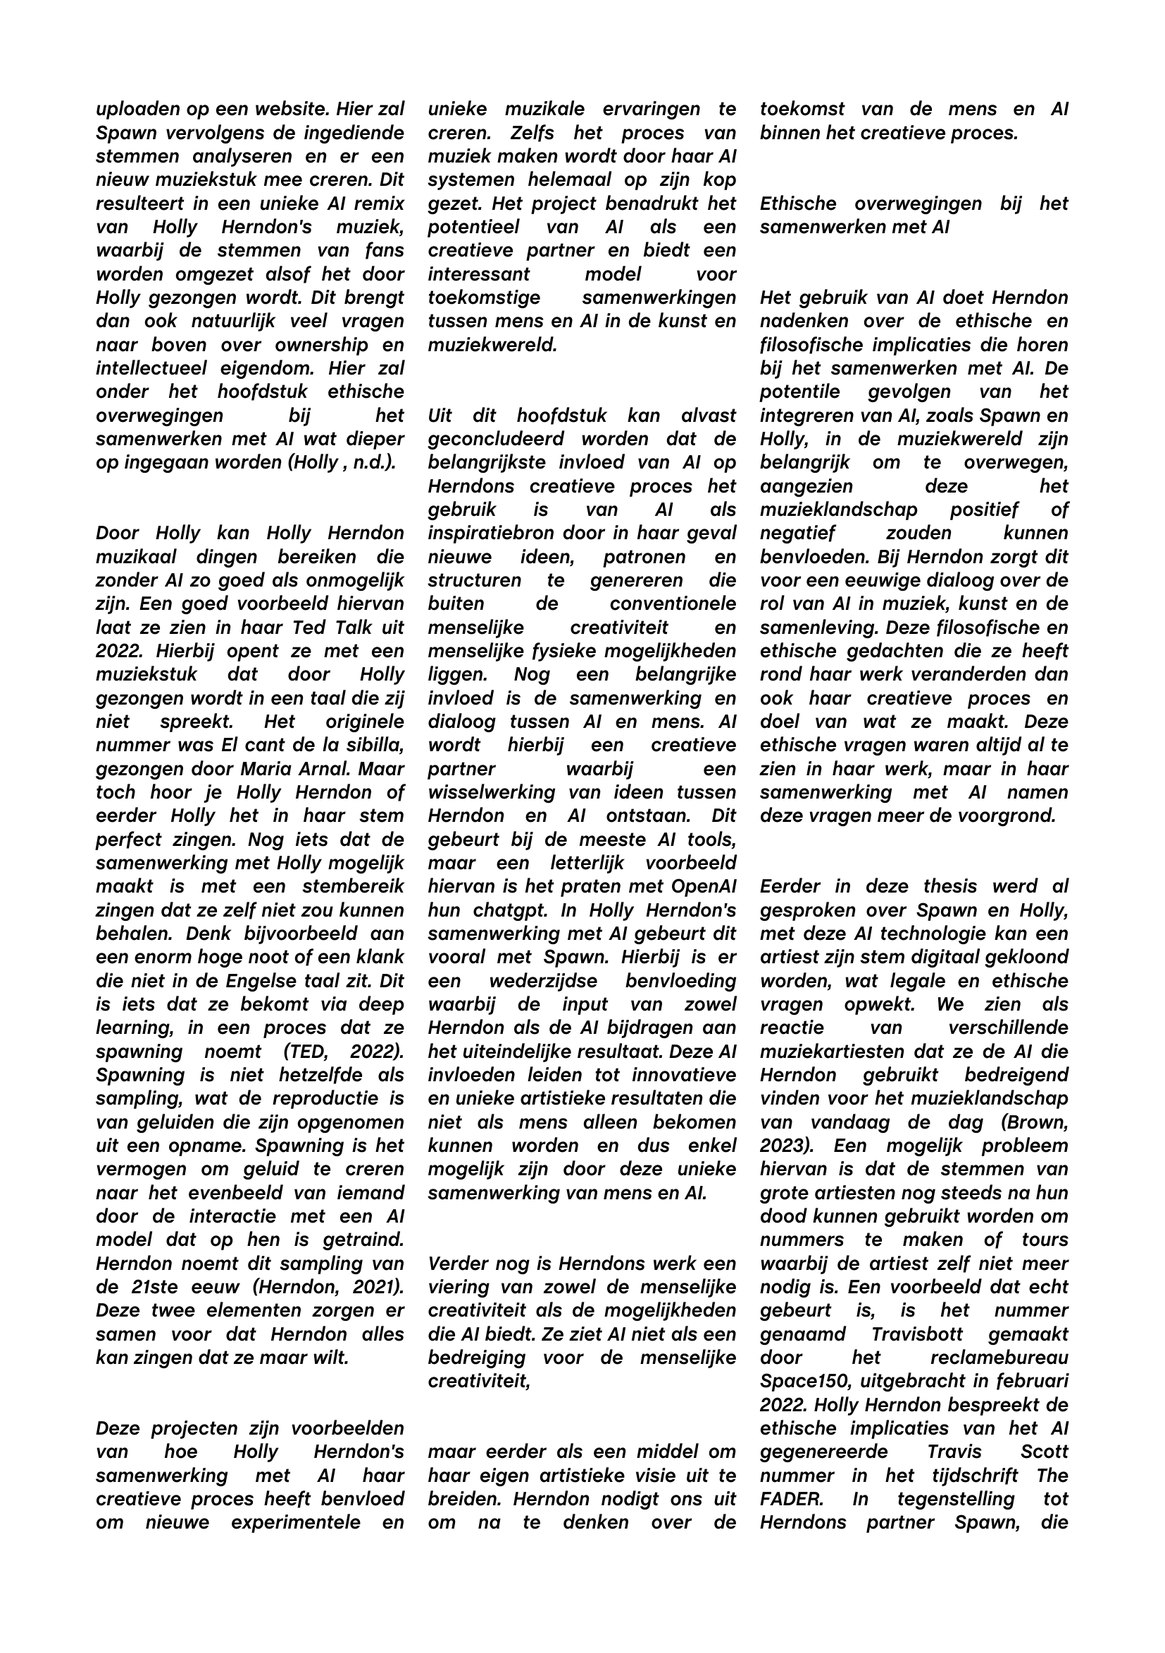 uploaden op een website. Hier zal
Spawn vervolgens de ingediende
stemmen analyseren en er een
nieuw muziekstuk mee creren. Dit
resulteert in een unieke AI remix
van Holly Herndon's muziek,
waarbij de stemmen van fans
worden omgezet alsof het door
Holly gezongen wordt. Dit brengt
dan ook natuurlijk veel vragen
naar boven over ownership en
intellectueel eigendom. Hier zal
onder het hoofdstuk ethische
overwegingen bij het
samenwerken met AI wat dieper
op ingegaan worden (Holly , n.d.).
Door Holly kan Holly Herndon
muzikaal dingen bereiken die
zonder AI zo goed als onmogelijk
zijn. Een goed voorbeeld hiervan
laat ze zien in haar Ted Talk uit
2022. Hierbij opent ze met een
muziekstuk dat door Holly
gezongen wordt in een taal die zij
niet spreekt. Het originele
nummer was El cant de la sibilla,
gezongen door Maria Arnal. Maar
toch hoor je Holly Herndon of
eerder Holly het in haar stem
perfect zingen. Nog iets dat de
samenwerking met Holly mogelijk
maakt is met een stembereik
zingen dat ze zelf niet zou kunnen
behalen. Denk bijvoorbeeld aan
een enorm hoge noot of een klank
die niet in de Engelse taal zit. Dit
is iets dat ze bekomt via deep
learning, in een proces dat ze
spawning noemt (TED, 2022).
Spawning is niet hetzelfde als
sampling, wat de reproductie is
van geluiden die zijn opgenomen
uit een opname. Spawning is het
vermogen om geluid te creren
naar het evenbeeld van iemand
door de interactie met een AI
model dat op hen is getraind.
Herndon noemt dit sampling van
de 21ste eeuw (Herndon, 2021).
Deze twee elementen zorgen er
samen voor dat Herndon alles
kan zingen dat ze maar wilt.
Deze projecten zijn voorbeelden
van hoe Holly Herndon's
samenwerking met AI haar
creatieve proces heeft benvloed
om nieuwe experimentele en
unieke muzikale ervaringen te
creren. Zelfs het proces van
muziek maken wordt door haar AI
systemen helemaal op zijn kop
gezet. Het project benadrukt het
potentieel van AI als een
creatieve partner en biedt een
interessant model voor
toekomstige samenwerkingen
tussen mens en AI in de kunst en
muziekwereld.
Uit dit hoofdstuk kan alvast
geconcludeerd worden dat de
belangrijkste invloed van AI op
Herndons creatieve proces het
gebruik is van AI als
inspiratiebron door in haar geval
nieuwe ideen, patronen en
structuren te genereren die
buiten de conventionele
menselijke creativiteit en
menselijke fysieke mogelijkheden
liggen. Nog een belangrijke
invloed is de samenwerking en
dialoog tussen AI en mens. AI
wordt hierbij een creatieve
partner waarbij een
wisselwerking van ideen tussen
Herndon en AI ontstaan. Dit
gebeurt bij de meeste AI tools,
maar een letterlijk voorbeeld
hiervan is het praten met OpenAI
hun chatgpt. In Holly Herndon's
samenwerking met AI gebeurt dit
vooral met Spawn. Hierbij is er
een wederzijdse benvloeding
waarbij de input van zowel
Herndon als de AI bijdragen aan
het uiteindelijke resultaat. Deze AI
invloeden leiden tot innovatieve
en unieke artistieke resultaten die
niet als mens alleen bekomen
kunnen worden en dus enkel
mogelijk zijn door deze unieke
samenwerking van mens en AI.
Verder nog is Herndons werk een
viering van zowel de menselijke
creativiteit als de mogelijkheden
die AI biedt. Ze ziet AI niet als een
bedreiging voor de menselijke
creativiteit,
maar eerder als een middel om
haar eigen artistieke visie uit te
breiden. Herndon nodigt ons uit
om na te denken over de
toekomst van de mens en AI
binnen het creatieve proces.
Ethische overwegingen bij het
samenwerken met AI
Het gebruik van AI doet Herndon
nadenken over de ethische en
filosofische implicaties die horen
bij het samenwerken met AI. De
potentile gevolgen van het
integreren van AI, zoals Spawn en
Holly, in de muziekwereld zijn
belangrijk om te overwegen,
aangezien deze het
muzieklandschap positief of
negatief zouden kunnen
benvloeden. Bij Herndon zorgt dit
voor een eeuwige dialoog over de
rol van AI in muziek, kunst en de
samenleving. Deze filosofische en
ethische gedachten die ze heeft
rond haar werk veranderden dan
ook haar creatieve proces en
doel van wat ze maakt. Deze
ethische vragen waren altijd al te
zien in haar werk, maar in haar
samenwerking met AI namen
deze vragen meer de voorgrond.
Eerder in deze thesis werd al
gesproken over Spawn en Holly,
met deze AI technologie kan een
artiest zijn stem digitaal gekloond
worden, wat legale en ethische
vragen opwekt. We zien als
reactie van verschillende
muziekartiesten dat ze de AI die
Herndon gebruikt bedreigend
vinden voor het muzieklandschap
van vandaag de dag (Brown,
2023). Een mogelijk probleem
hiervan is dat de stemmen van
grote artiesten nog steeds na hun
dood kunnen gebruikt worden om
nummers te maken of tours
waarbij de artiest zelf niet meer
nodig is. Een voorbeeld dat echt
gebeurt is, is het nummer
genaamd Travisbott gemaakt
door het reclamebureau
Space150, uitgebracht in februari
2022. Holly Herndon bespreekt de
ethische implicaties van het AI
gegenereerde Travis Scott
nummer in het tijdschrift The
FADER. In tegenstelling tot
Herndons partner Spawn, die